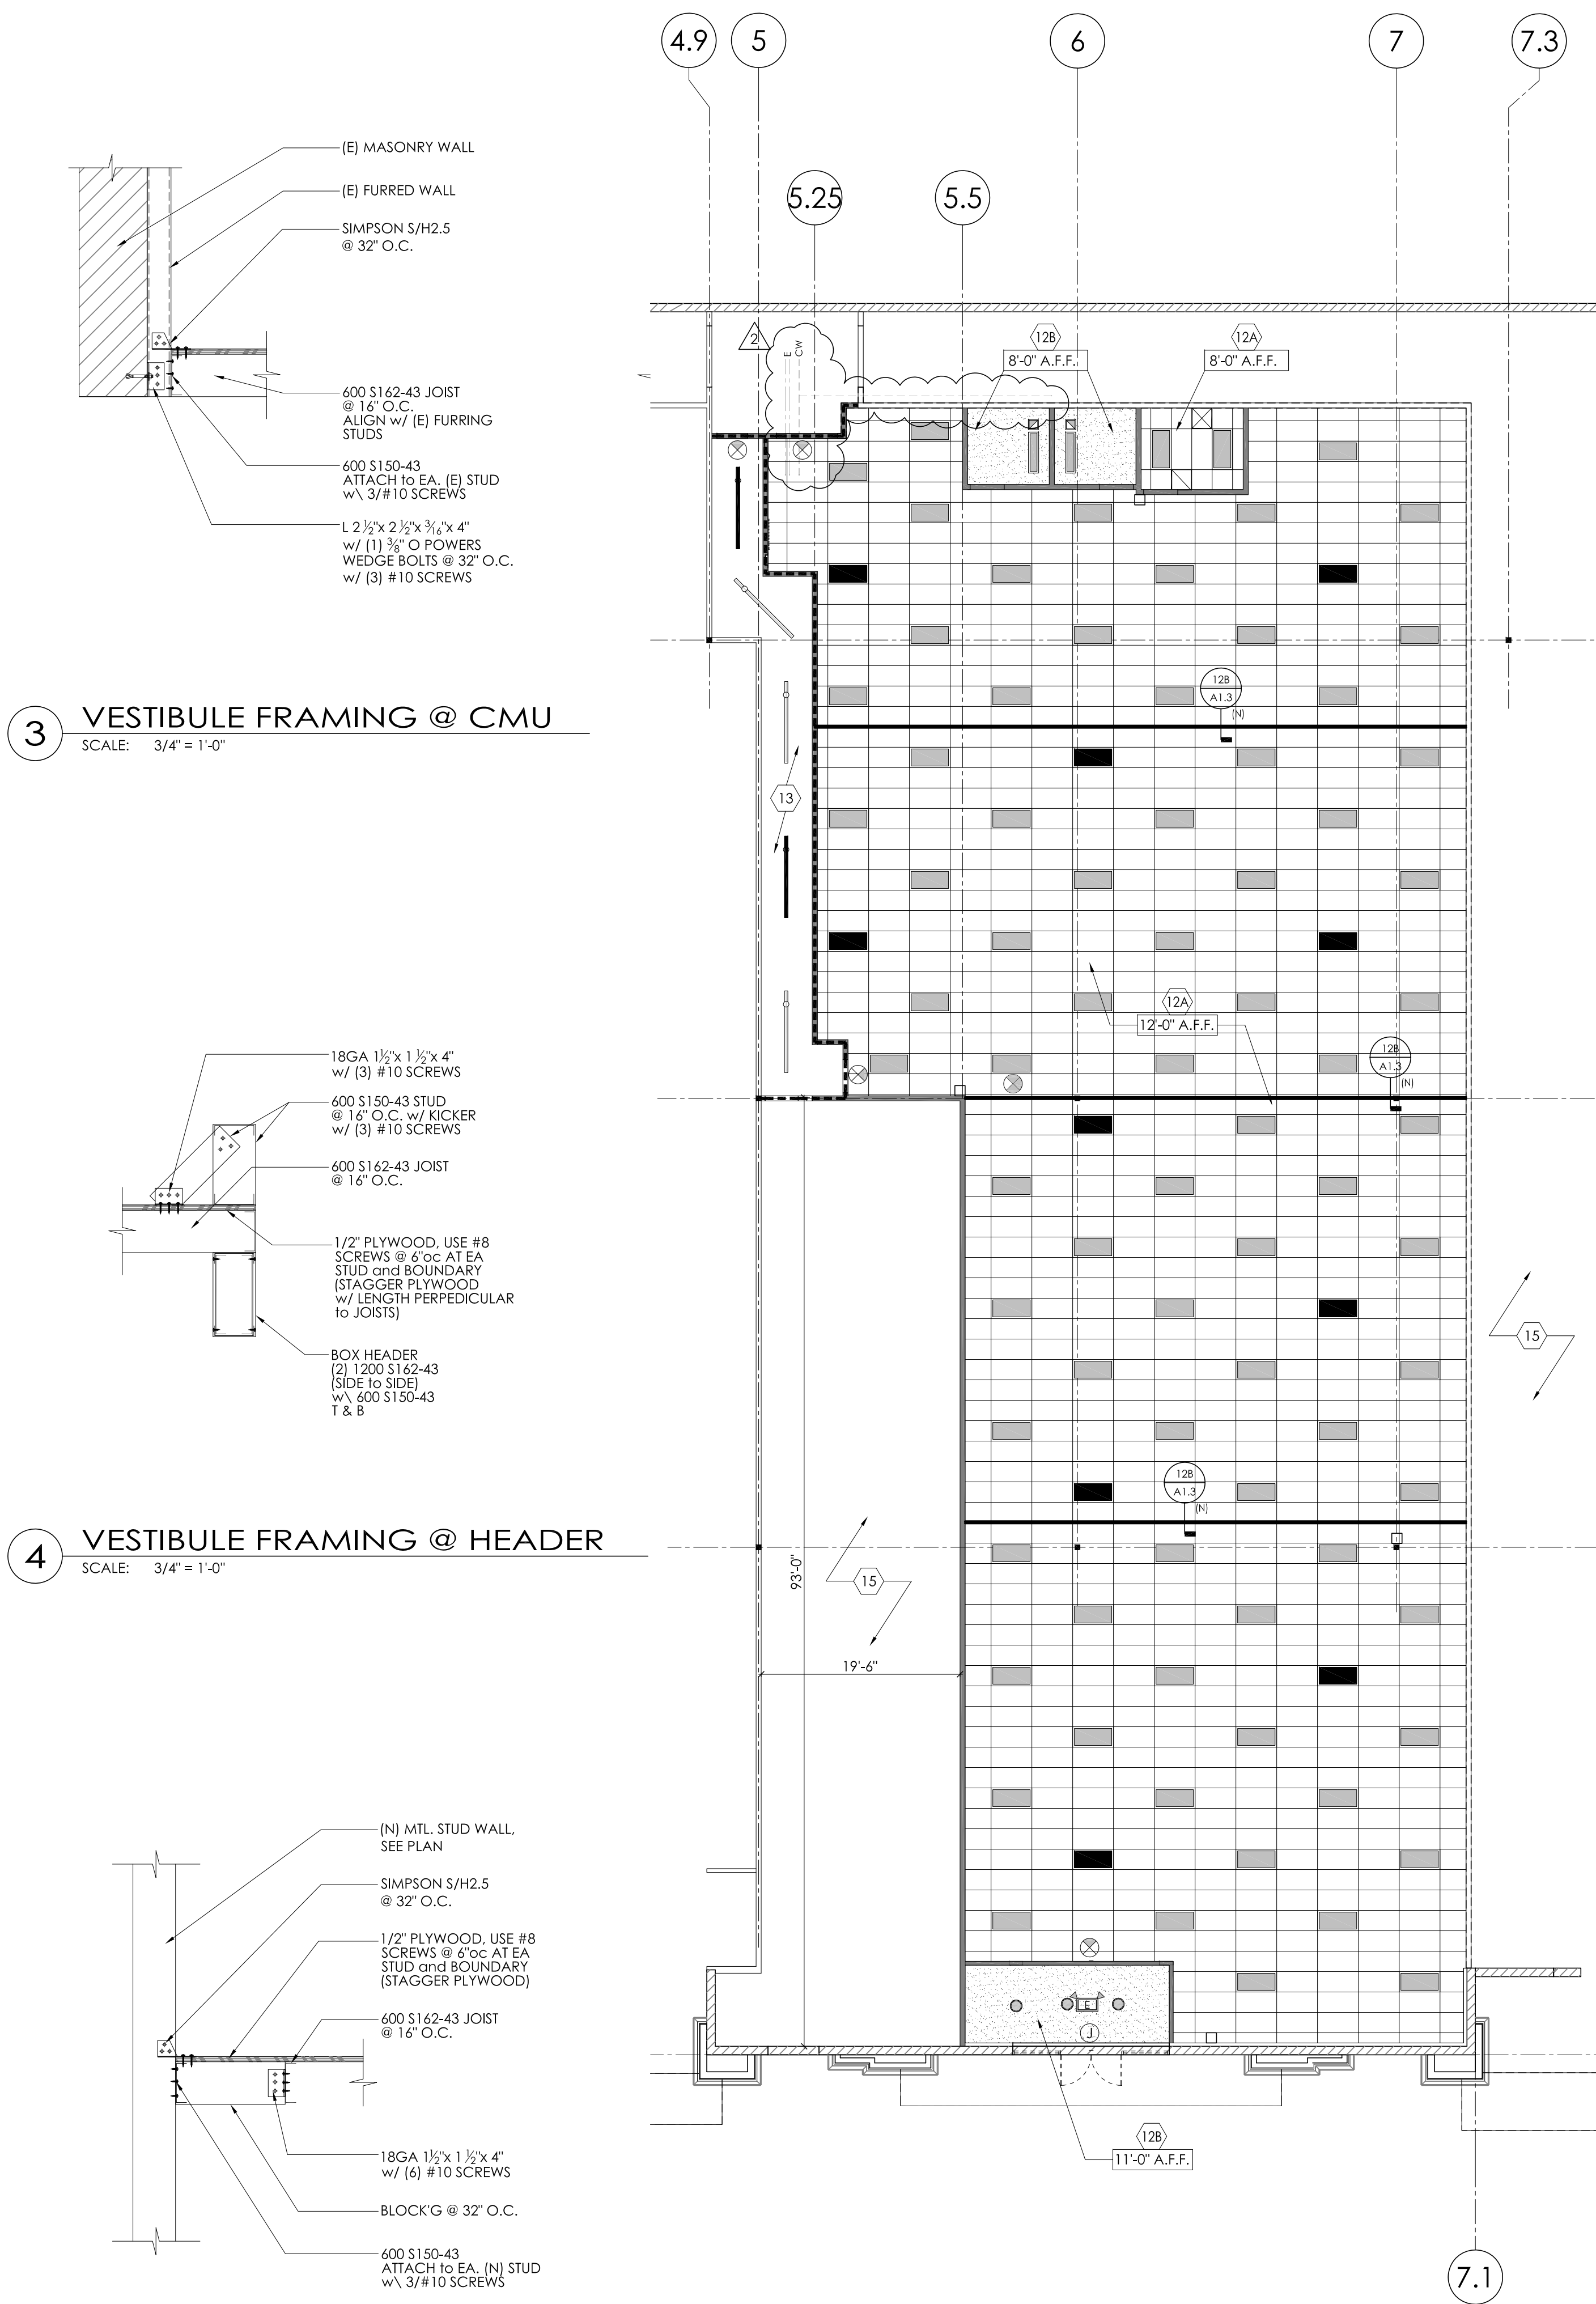 (E) MASONRY WALL
(E) FURRED WALL
SIMPSON S/H2.5
@ 32" O.C.
600 S162-43 JOIST
@ 16" O.C.
ALIGN w/ (E) FURRING
STUDS
600 S150-43
ATTACH to EA. (E) STUD
w\ 3/#10 SCREWS
L 2 ½"x 2 ½"x ³⁄₁₆"x 4"
w/ (1) ⅜" O POWERS
WEDGE BOLTS @ 32" O.C.
w/ (3) #10 SCREWS
3
VESTIBULE FRAMING @ CMU
SCALE: 3/4" = 1'-0"
18GA 1½"x 1 ½"x 4"
w/ (3) #10 SCREWS
600 S150-43 STUD
@ 16" O.C. w/ KICKER
w/ (3) #10 SCREWS
600 S162-43 JOIST
@ 16" O.C.
1/2" PLYWOOD, USE #8
SCREWS @ 6"oc AT EA
STUD and BOUNDARY
(STAGGER PLYWOOD
w/ LENGTH PERPEDICULAR
to JOISTS)
BOX HEADER
(2) 1200 S162-43
(SIDE to SIDE)
w\ 600 S150-43
T & B
4
VESTIBULE FRAMING @ HEADER
SCALE: 3/4" = 1'-0"
(N) MTL. STUD WALL,
SEE PLAN
SIMPSON S/H2.5
@ 32" O.C.
1/2" PLYWOOD, USE #8
SCREWS @ 6"oc AT EA
STUD and BOUNDARY
(STAGGER PLYWOOD)
600 S162-43 JOIST
@ 16" O.C.
18GA 1½"x 1 ½"x 4"
w/ (6) #10 SCREWS
BLOCK'G @ 32" O.C.
600 S150-43
ATTACH to EA. (N) STUD
w\ 3/#10 SCREWS
4.9
5
6
7
7.3
5.25
5.5
2
E
CW
12B
8'-0" A.F.F.
12A
8'-0" A.F.F.
12B
A1.3
(N)
13
12A
12'-0" A.F.F.
12B
A1.3
(N)
15
12B
A1.3
(N)
93'-0"
15
19'-6"
E
J
12B
11'-0" A.F.F.
7.1